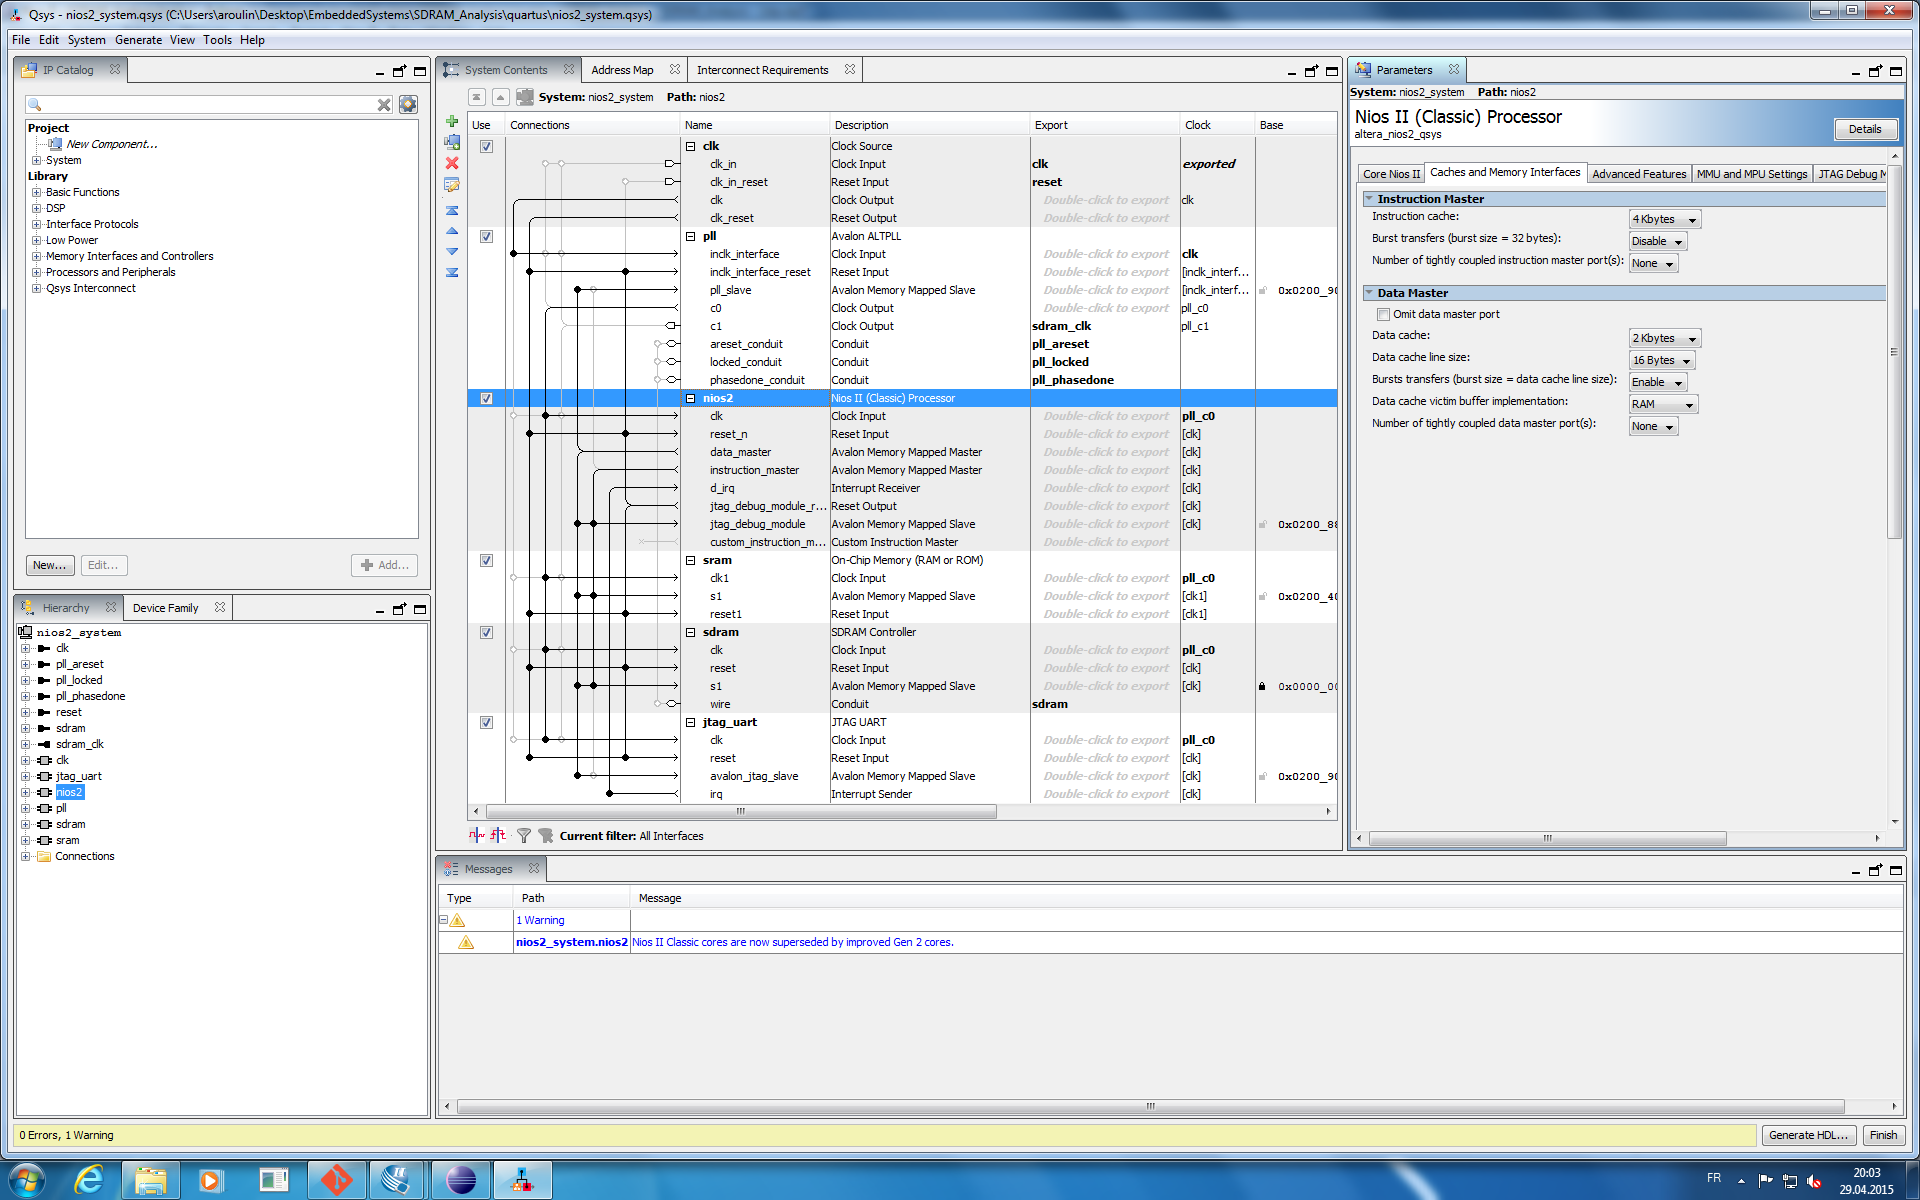 Qsys - nios2_system.qsys (C:\Users\aroulin\Desktop\EmbeddedSystems\SDRAM_Analysis\quartus\nios2_system.qsys)
File Edit System Generate View Tools Help
IP Catalog
Project
New Component...
System
Library
Basic Functions
DSP
Interface Protocols
Low Power
Memory Interfaces and Controllers
Processors and Peripherals
Qsys Interconnect
New... Edit... Add...
Hierarchy Device Family
nios2_system
clk
pll_areset
pll_locked
pll_phasedone
reset
sdram
sdram_clk
clk
jtag_uart
nios2
pll
sdram
sram
Connections
System Contents Address Map Interconnect Requirements
System: nios2_system Path: nios2
Use Connections Name Description Export Clock Base
clk Clock Source
clk_in Clock Input clk exported
clk_in_reset Reset Input reset
clk Clock Output Double-click to export clk
clk_reset Reset Output Double-click to export
pll Avalon ALTPLL
inclk_interface Clock Input Double-click to export clk
inclk_interface_reset Reset Input Double-click to export [inclk_interf...
pll_slave Avalon Memory Mapped Slave Double-click to export [inclk_interf... 0x0200_90
c0 Clock Output Double-click to export pll_c0
c1 Clock Output sdram_clk pll_c1
areset_conduit Conduit pll_areset
locked_conduit Conduit pll_locked
phasedone_conduit Conduit pll_phasedone
nios2 Nios II (Classic) Processor
clk Clock Input Double-click to export pll_c0
reset_n Reset Input Double-click to export [clk]
data_master Avalon Memory Mapped Master Double-click to export [clk]
instruction_master Avalon Memory Mapped Master Double-click to export [clk]
d_irq Interrupt Receiver Double-click to export [clk]
jtag_debug_module_r... Reset Output Double-click to export [clk]
jtag_debug_module Avalon Memory Mapped Slave Double-click to export [clk] 0x0200_88
custom_instruction_m... Custom Instruction Master Double-click to export
sram On-Chip Memory (RAM or ROM)
clk1 Clock Input Double-click to export pll_c0
s1 Avalon Memory Mapped Slave Double-click to export [clk1] 0x0200_40
reset1 Reset Input Double-click to export [clk1]
sdram SDRAM Controller
clk Clock Input Double-click to export pll_c0
reset Reset Input Double-click to export [clk]
s1 Avalon Memory Mapped Slave Double-click to export [clk] 0x0000_00
wire Conduit sdram
jtag_uart JTAG UART
clk Clock Input Double-click to export pll_c0
reset Reset Input Double-click to export [clk]
avalon_jtag_slave Avalon Memory Mapped Slave Double-click to export [clk] 0x0200_90
irq Interrupt Sender Double-click to export [clk]
Current filter: All Interfaces
Parameters
System: nios2_system Path: nios2
Nios II (Classic) Processor
altera_nios2_qsys
Details
Core Nios II Caches and Memory Interfaces Advanced Features MMU and MPU Settings JTAG Debug M
Instruction Master
Instruction cache: 4 Kbytes
Burst transfers (burst size = 32 bytes): Disable
Number of tightly coupled instruction master port(s): None
Data Master
Omit data master port
Data cache: 2 Kbytes
Data cache line size: 16 Bytes
Bursts transfers (burst size = data cache line size): Enable
Data cache victim buffer implementation: RAM
Number of tightly coupled data master port(s): None
Messages
Type Path Message
1 Warning
nios2_system.nios2 Nios II Classic cores are now superseded by improved Gen 2 cores.
0 Errors, 1 Warning
Generate HDL... Finish
FR
20:03
29.04.2015